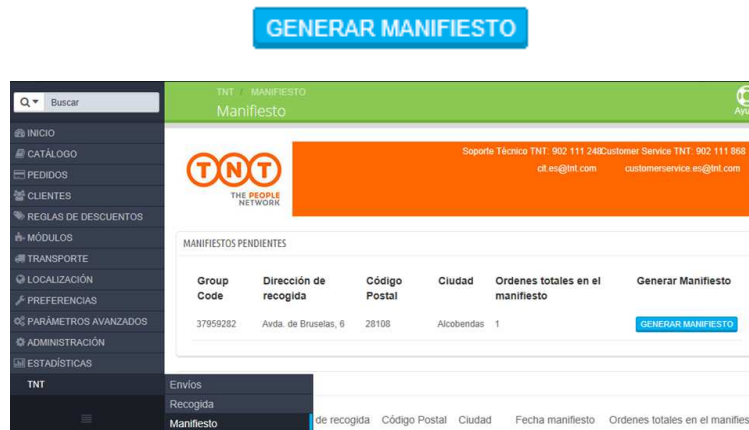 GENERAR MANIFIESTO
Buscar
TNT / MANIFIESTO
Manifiesto
INICIO
CATÁLOGO
PEDIDOS
CLIENTES
REGLAS DE DESCUENTOS
MÓDULOS
TRANSPORTE
LOCALIZACIÓN
PREFERENCIAS
PARÁMETROS AVANZADOS
ADMINISTRACIÓN
ESTADÍSTICAS
TNT
Envíos
Recogida
Manifiesto
TNT
THE PEOPLE
NETWORK
Soporte Técnico TNT: 902 111 248Customer Service TNT: 902 111 868
cit.es@tnt.com customerservice.es@tnt.com
MANIFIESTOS PENDIENTES
Group Code Dirección de recogida Código Postal Ciudad Ordenes totales en el manifiesto Generar Manifiesto
37959282 Avda. de Bruselas, 6 28108 Alcobendas 1 GENERAR MANIFIESTO
de recogida Código Postal Ciudad Fecha manifiesto Ordenes totales en el manifies